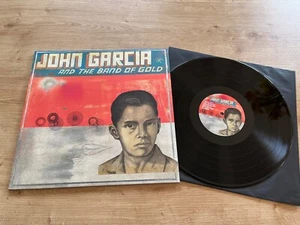 JOHN GARCIA
AND THE BAND OF GOLD